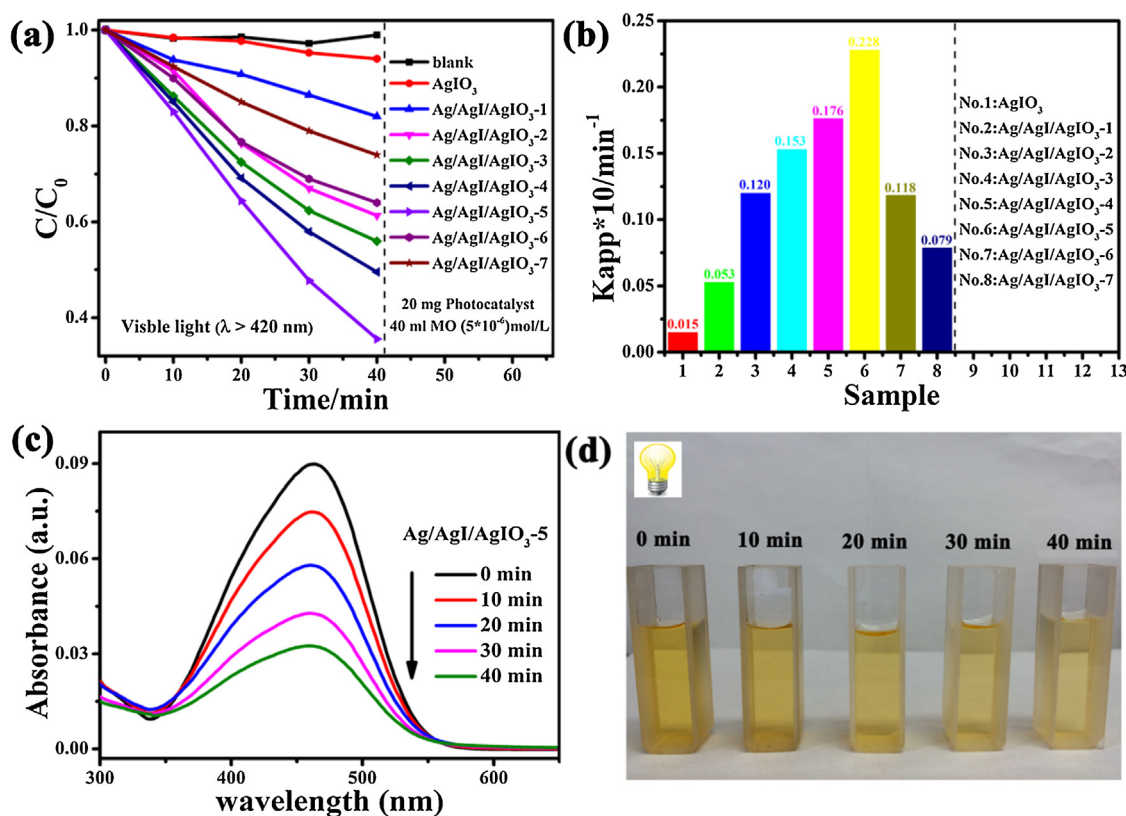 (a)
1.0
0.8
0.6
0.4
C/C₀
0
10
20
30
40
50
60
Time/min
blank
AgIO₃
Ag/AgI/AgIO₃-1
Ag/AgI/AgIO₃-2
Ag/AgI/AgIO₃-3
Ag/AgI/AgIO₃-4
Ag/AgI/AgIO₃-5
Ag/AgI/AgIO₃-6
Ag/AgI/AgIO₃-7
Visble light (λ > 420 nm)
20 mg Photocatalyst
40 ml MO (5*10⁻⁶)mol/L
(b)
0.25
0.20
0.15
0.10
0.05
0.00
Kapp*10/min⁻¹
0.015
0.053
0.120
0.153
0.176
0.228
0.118
0.079
1 2 3 4 5 6 7 8 9 10 11 12 13
Sample
No.1:AgIO₃
No.2:Ag/AgI/AgIO₃-1
No.3:Ag/AgI/AgIO₃-2
No.4:Ag/AgI/AgIO₃-3
No.5:Ag/AgI/AgIO₃-4
No.6:Ag/AgI/AgIO₃-5
No.7:Ag/AgI/AgIO₃-6
No.8:Ag/AgI/AgIO₃-7
(c)
0.09
0.06
0.03
0.00
Absorbance (a.u.)
300
400
500
600
wavelength (nm)
Ag/AgI/AgIO₃-5
0 min
10 min
20 min
30 min
40 min
(d)
0 min
10 min
20 min
30 min
40 min